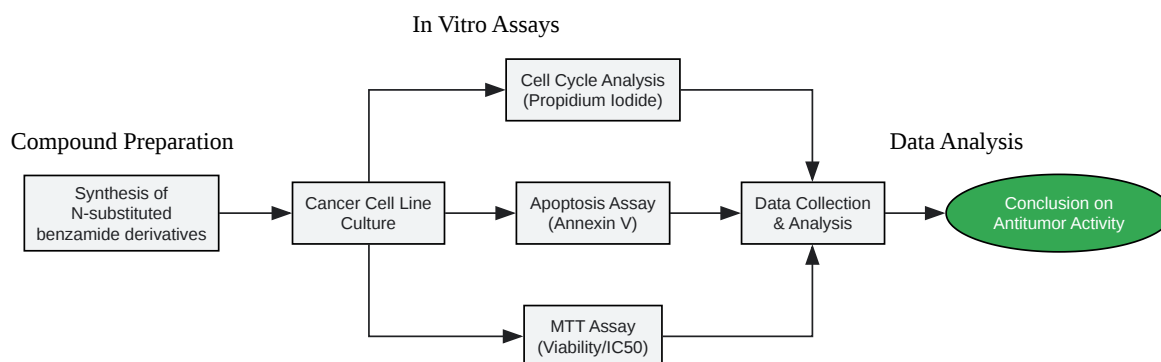 In Vitro Assays
Cell Cycle Analysis
(Propidium Iodide)
Compound Preparation
Data Analysis
Synthesis of
N-substituted
benzamide derivatives
Cancer Cell Line
Culture
Apoptosis Assay
(Annexin V)
Data Collection
& Analysis
Conclusion on
Antitumor Activity
MTT Assay
(Viability/IC50)